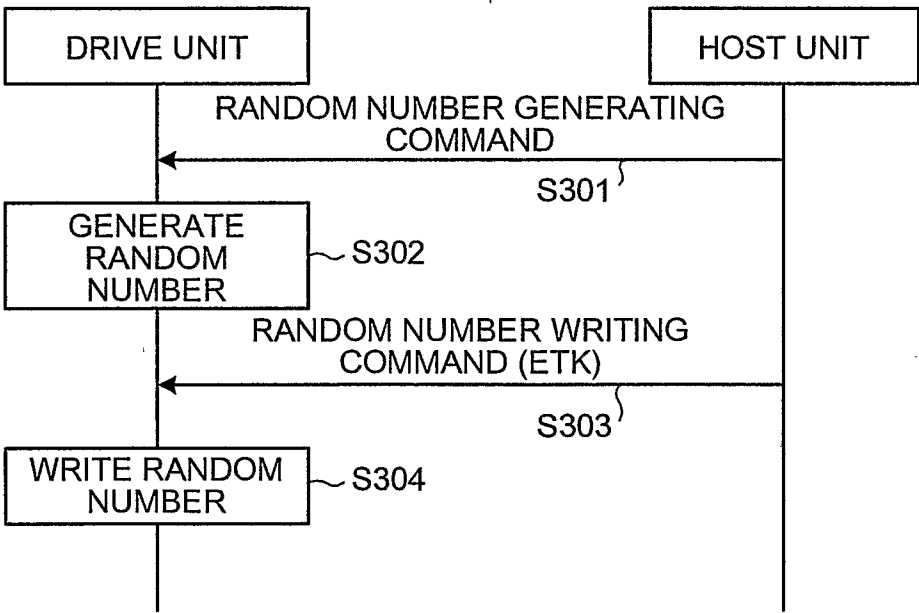 DRIVE UNIT
HOST UNIT
RANDOM NUMBER GENERATING
COMMAND
S301
GENERATE
RANDOM
NUMBER
S302
RANDOM NUMBER WRITING
COMMAND (ETK)
S303
WRITE RANDOM
NUMBER
S304